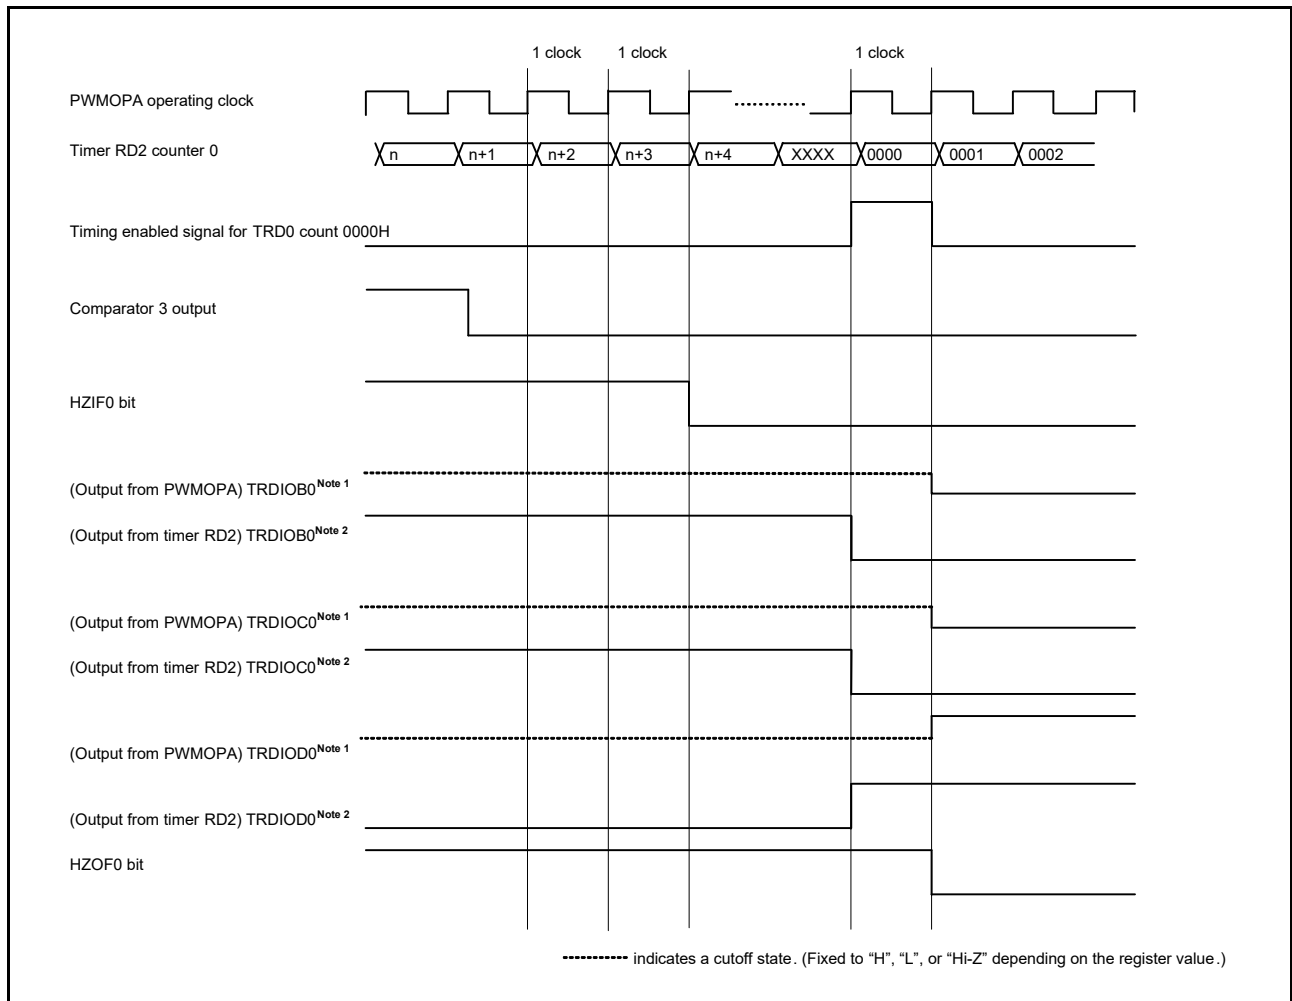 1 clock 1 clock 1 clock
PWMOPA operating clock
Timer RD2 counter 0 n n+1 n+2 n+3 n+4 XXXX 0000 0001 0002
Timing enabled signal for TRD0 count 0000H
Comparator 3 output
HZIF0 bit
(Output from PWMOPA) TRDIOB0Note 1
(Output from timer RD2) TRDIOB0Note 2
(Output from PWMOPA) TRDIOC0Note 1
(Output from timer RD2) TRDIOC0Note 2
(Output from PWMOPA) TRDIOD0Note 1
(Output from timer RD2) TRDIOD0Note 2
HZOF0 bit
indicates a cutoff state. (Fixed to “H”, “L”, or “Hi-Z” depending on the register value.)